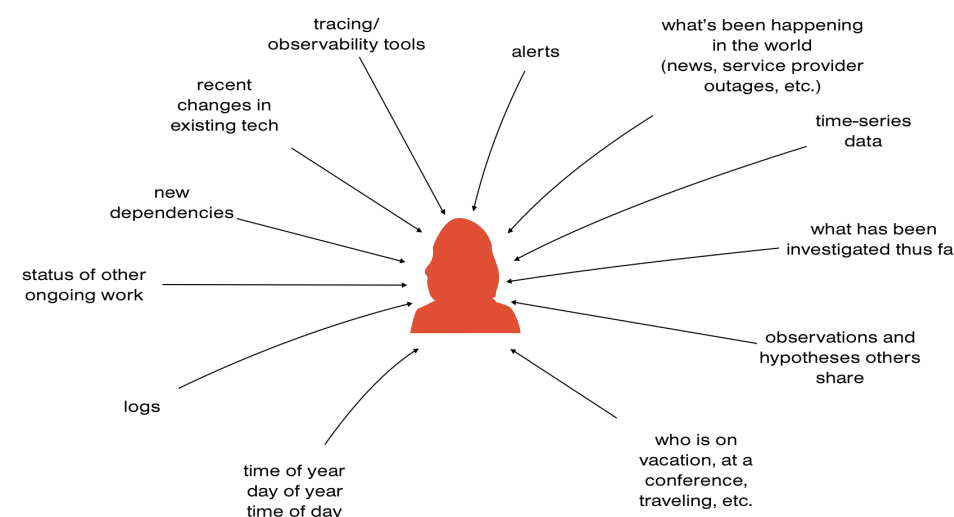 tracing/
observability tools
alerts
what's been happening
in the world
(news, service provider
outages, etc.)
recent
changes in
existing tech
time-series
data
new
dependencies
what has been
investigated thus fa
status of other
ongoing work
observations and
hypotheses others
share
logs
who is on
vacation, at a
conference,
traveling, etc.
time of year
day of year
time of day